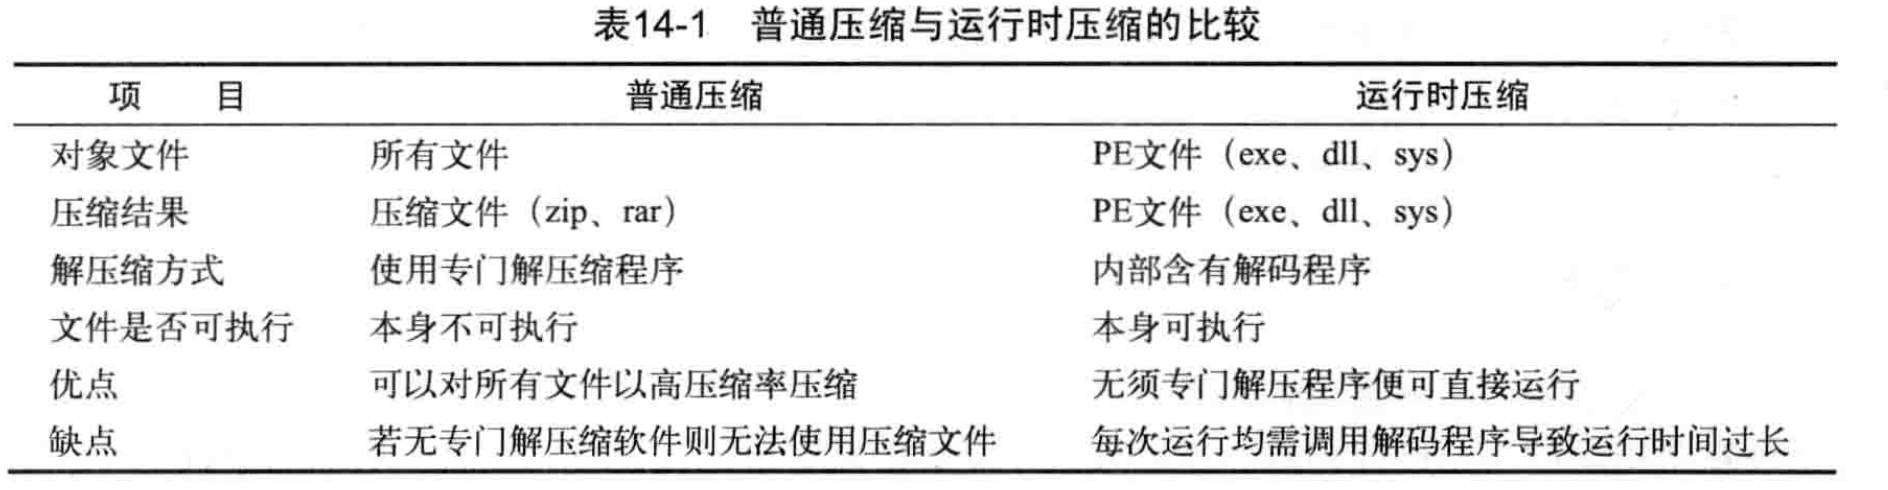 表14-1 普通压缩与运行时压缩的比较
项 目 普通压缩 运行时压缩
对象文件 所有文件 PE文件（exe、dll、sys）
压缩结果 压缩文件（zip、rar） PE文件（exe、dll、sys）
解压缩方式 使用专门解压缩程序 内部含有解码程序
文件是否可执行 本身不可执行 本身可执行
优点 可以对所有文件以高压缩率压缩 无须专门解压程序便可直接运行
缺点 若无专门解压缩软件则无法使用压缩文件 每次运行均需调用解码程序导致运行时间过长